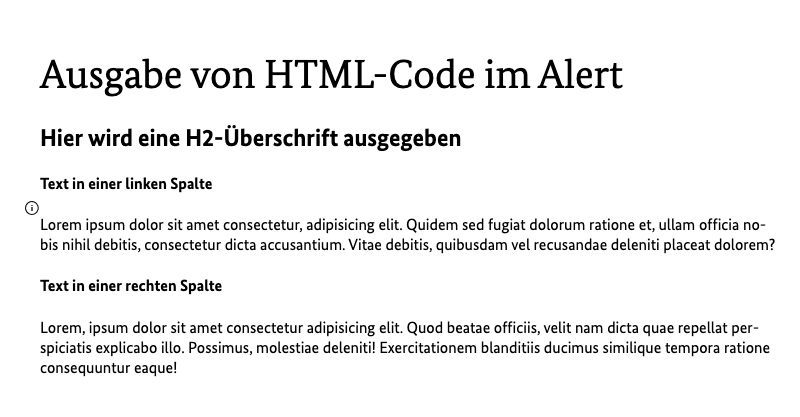 Ausgabe von HTML-Code im Alert
Hier wird eine H2-Überschrift ausgegeben
Text in einer linken Spalte
Lorem ipsum dolor sit amet consectetur, adipisicing elit. Quidem sed fugiat dolorum ratione et, ullam officia no-
bis nihil debitis, consectetur dicta accusantium. Vitae debitis, quibusdam vel recusandae deleniti placeat dolorem?
Text in einer rechten Spalte
Lorem, ipsum dolor sit amet consectetur adipisicing elit. Quod beatae officiis, velit nam dicta quae repellat per-
spiciatis explicabo illo. Possimus, molestiae deleniti! Exercitationem blanditiis ducimus similique tempora ratione
consequuntur eaque!